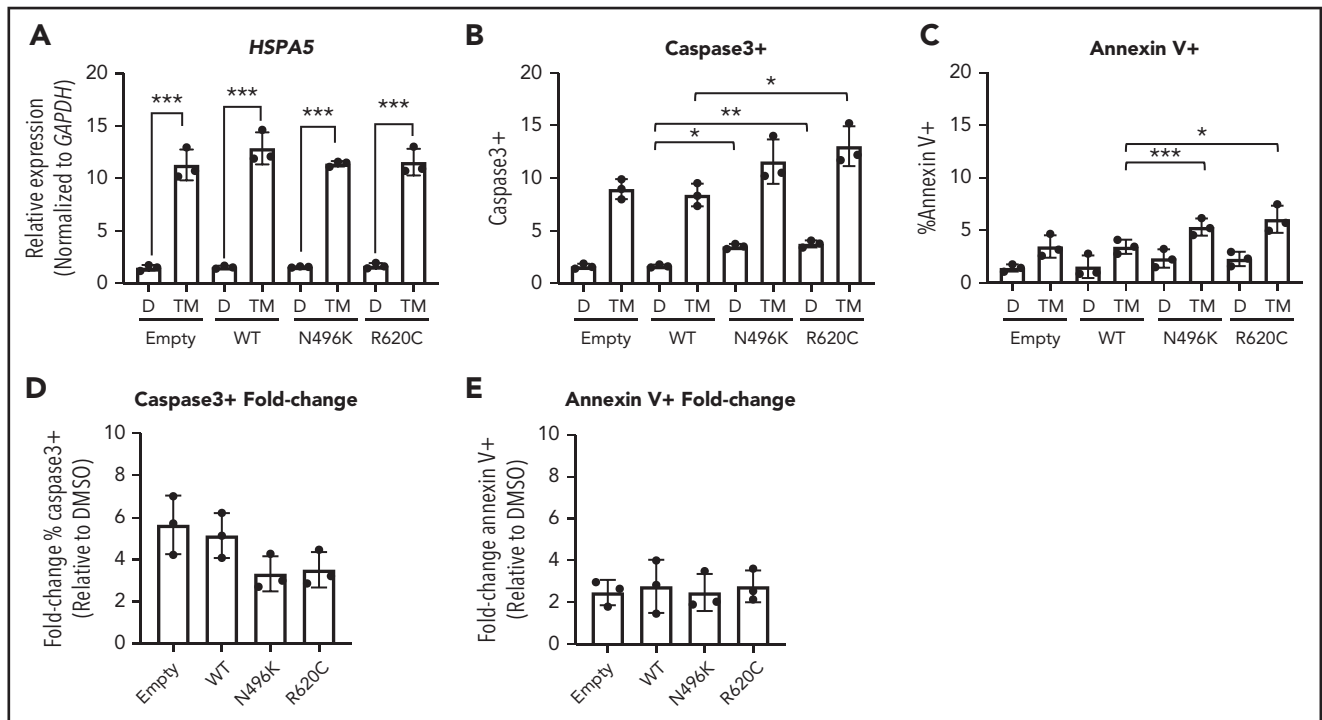 A
HSPA5
Relative expression
(Normalized to GAPDH)
20
15
10
5
0
***
***
***
***
D TM D TM D TM D TM
Empty WT N496K R620C
B
Caspase3+
Caspase3+
20
15
10
5
0
*
**
*
D TM D TM D TM D TM
Empty WT N496K R620C
C
Annexin V+
%Annexin V+
20
15
10
5
0
*
***
D TM D TM D TM D TM
Empty WT N496K R620C
D
Caspase3+ Fold-change
Fold-change % caspase3+
(Relative to DMSO)
10
8
6
4
2
0
Empty WT N496K R620C
E
Annexin V+ Fold-change
Fold-change annexin V+
(Relative to DMSO)
10
8
6
4
2
0
Empty WT N496K R620C